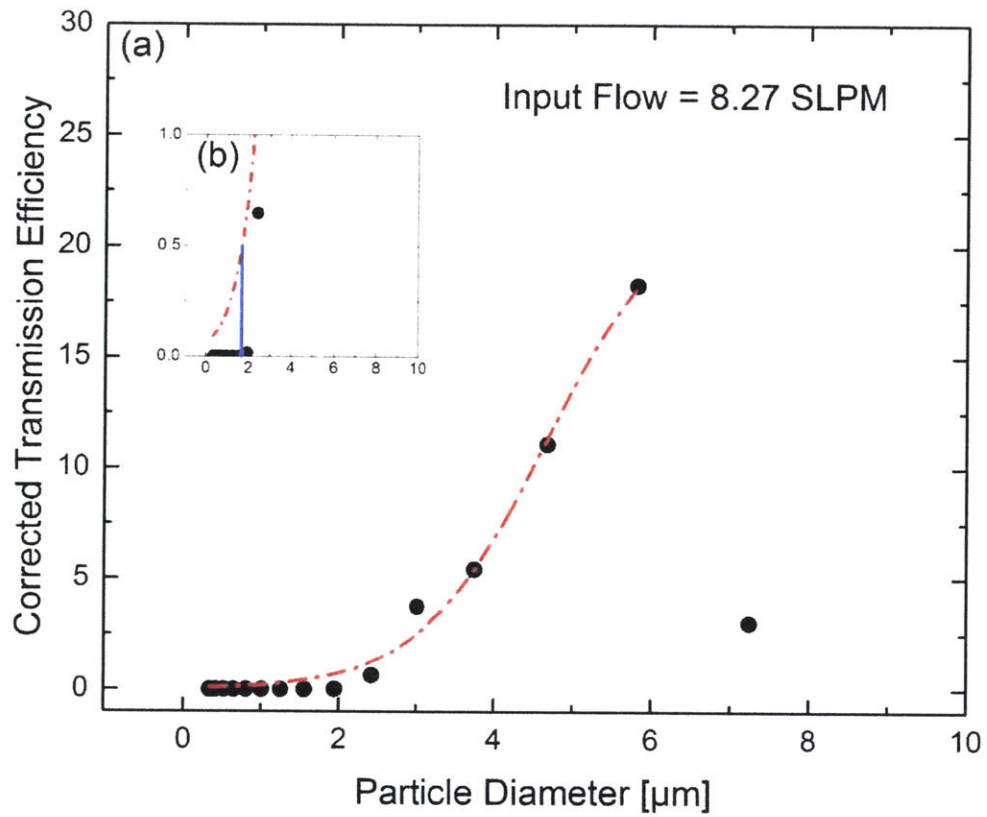 (a)
Input Flow = 8.27 SLPM
30
25
20
15
10
5
0
Corrected Transmission Efficiency
(b)
1.0
0.5
0.0
0 2 4 6 8 10
0 2 4 6 8 10
Particle Diameter [µm]